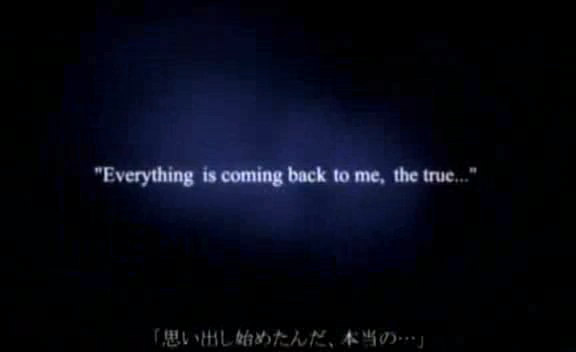 "Everything is coming back to me, the true..."
「思い出し始めたんだ、本当の…」